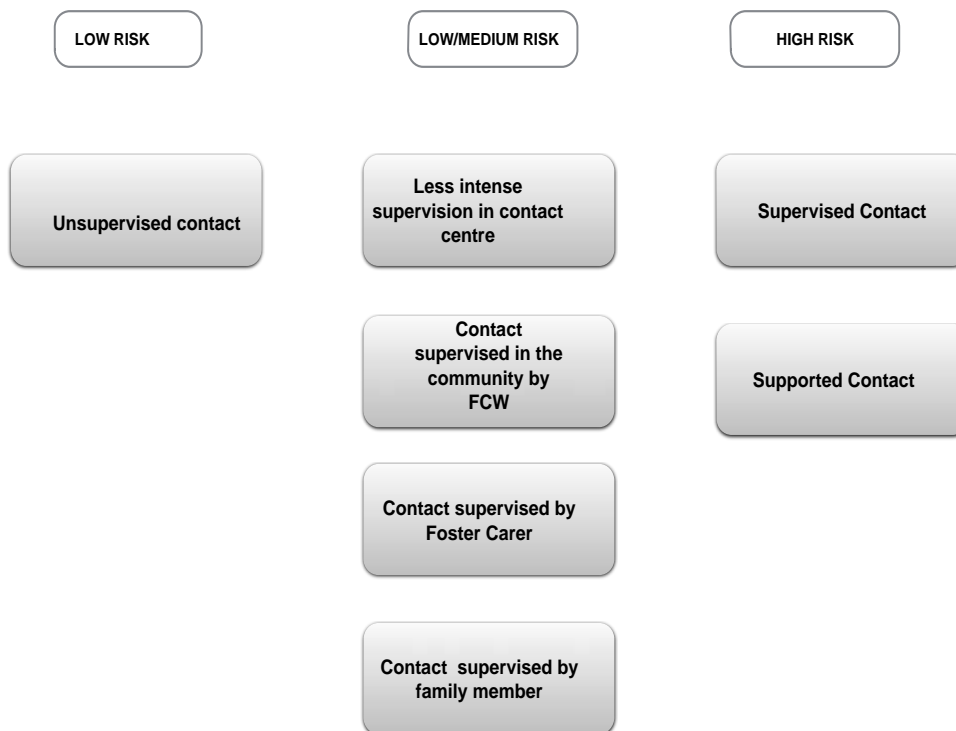 LOW RISK
LOW/MEDIUM RISK
HIGH RISK
Unsupervised contact
Less intense
supervision in contact
centre
Supervised Contact
Contact
supervised in the
community by
FCW
Supported Contact
Contact supervised by
Foster Carer
Contact supervised by
family member